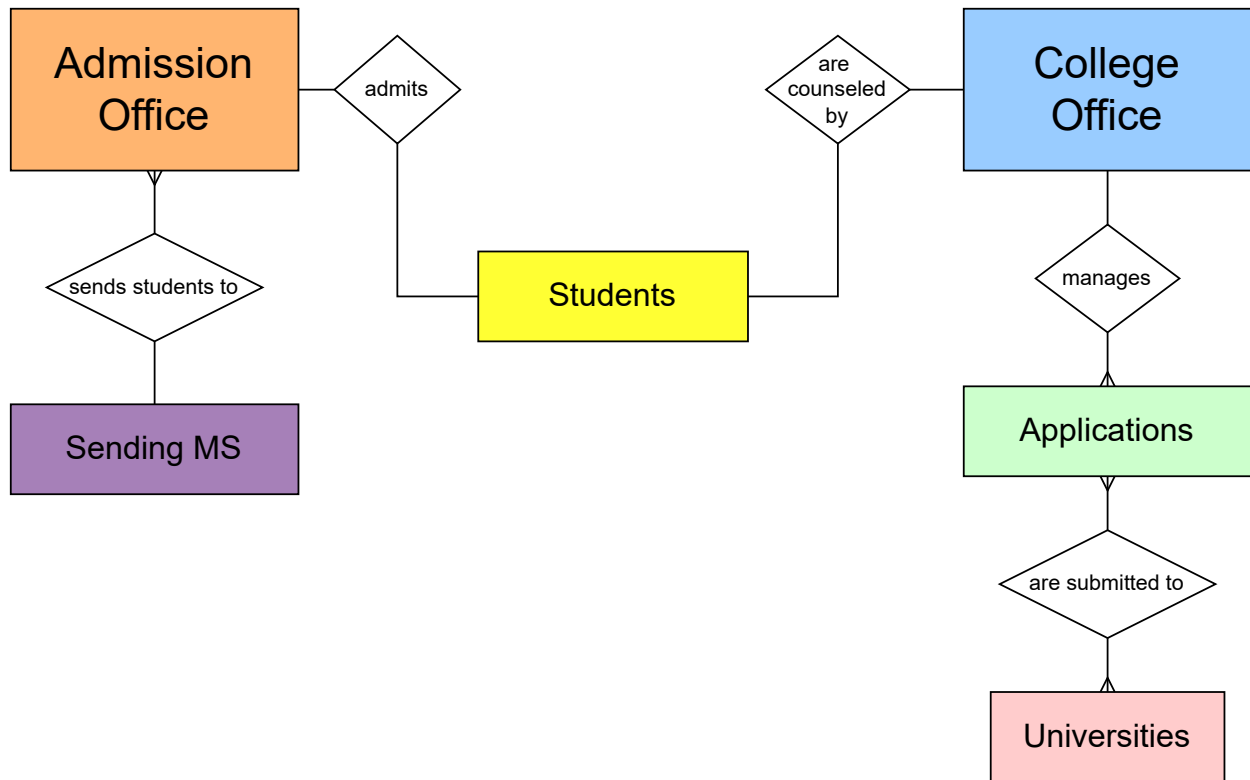 Admission
Office
admits
are
counseled
by
College
Office
sends students to
Students
manages
Sending MS
Applications
are submitted to
Universities